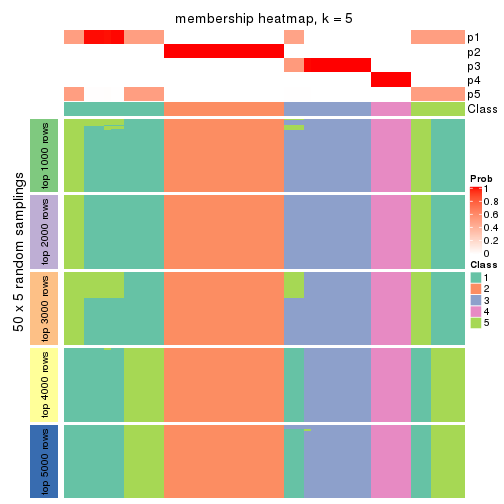 membership heatmap, k = 5
p1
p2
p3
p4
p5
Class
50 x 5 random samplings
top 1000 rows
top 2000 rows
top 3000 rows
top 4000 rows
top 5000 rows
Prob
1
0.8
0.6
0.4
0.2
0
Class
1
2
3
4
5